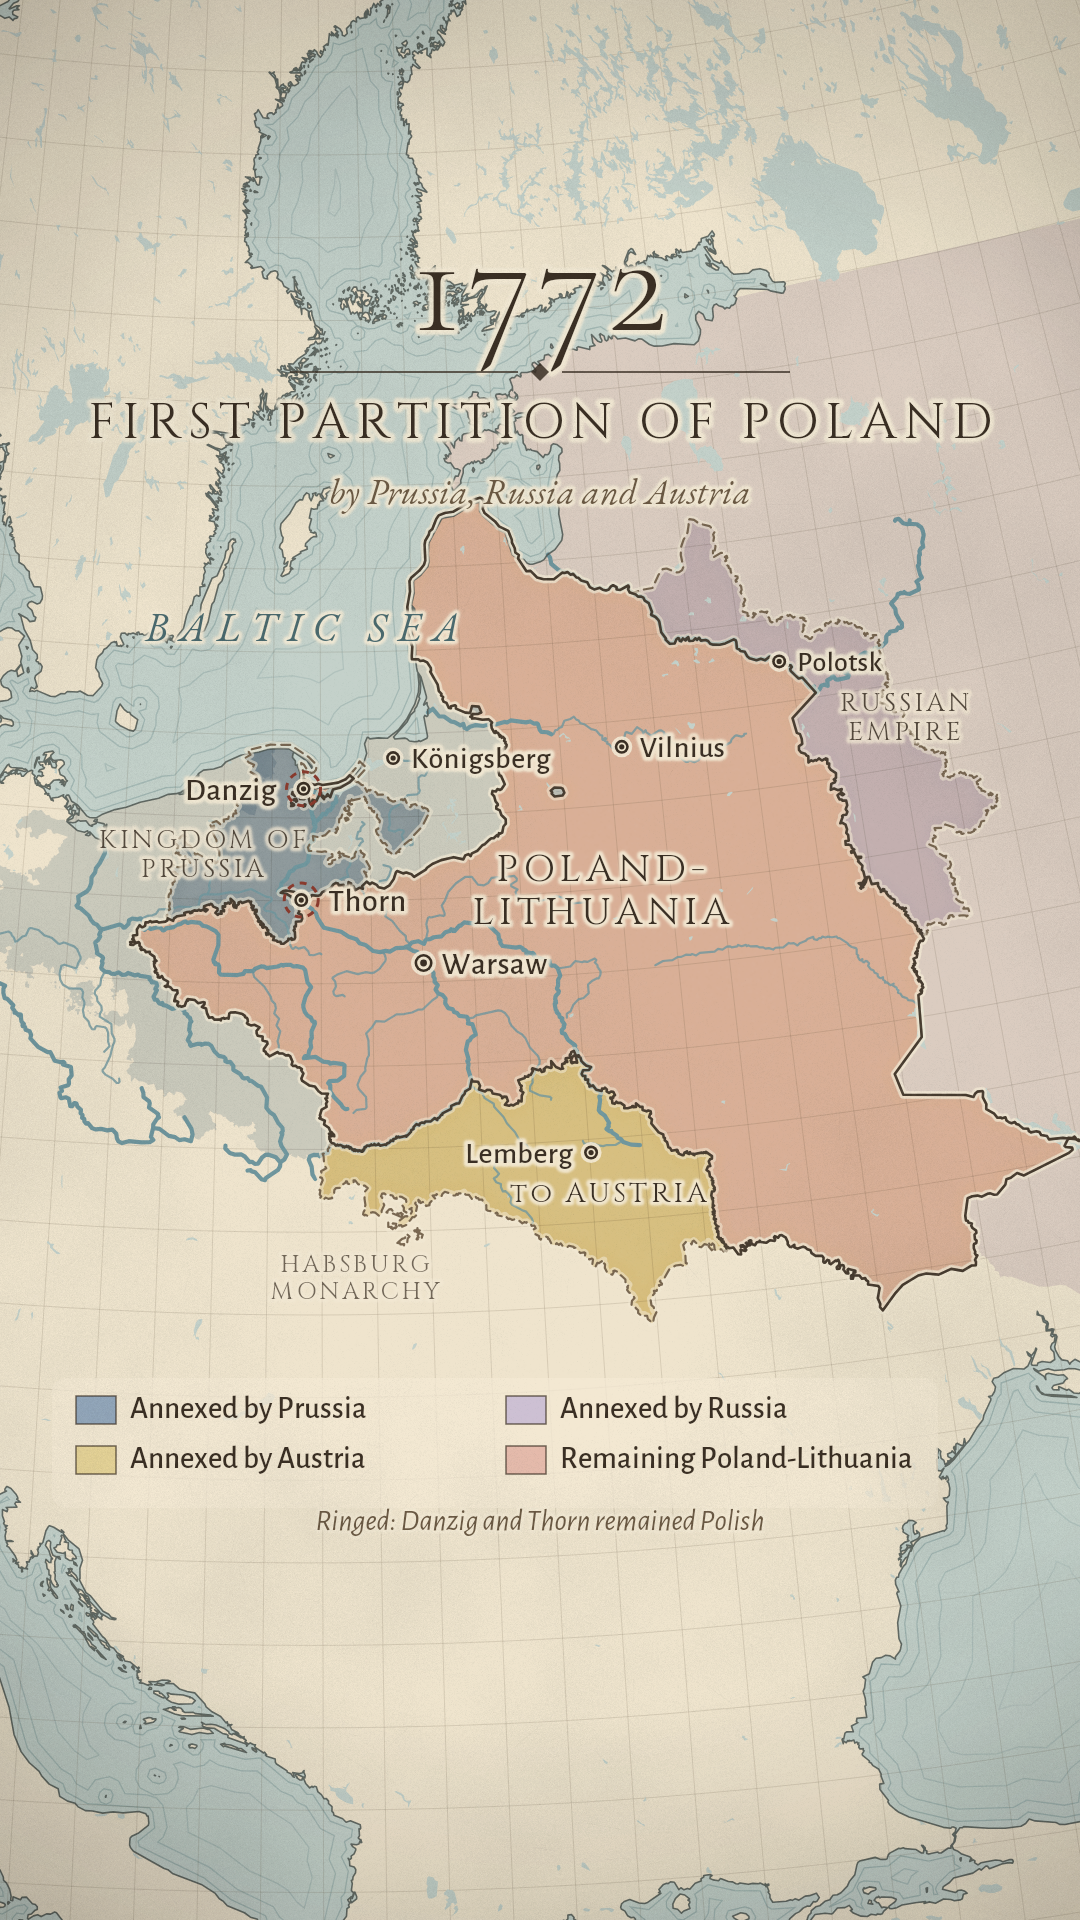 1772
FIRST PARTITION OF POLAND
by Prussia, Russia and Austria
BALTIC SEA
Polotsk
RUSSIAN
EMPIRE
Vilnius
Königsberg
Danzig
KINGDOM OF
PRUSSIA
POLAND-
LITHUANIA
Thorn
Warsaw
Lemberg
TO AUSTRIA
HABSBURG
MONARCHY
Annexed by Prussia
Annexed by Russia
Annexed by Austria
Remaining Poland-Lithuania
Ringed: Danzig and Thorn remained Polish